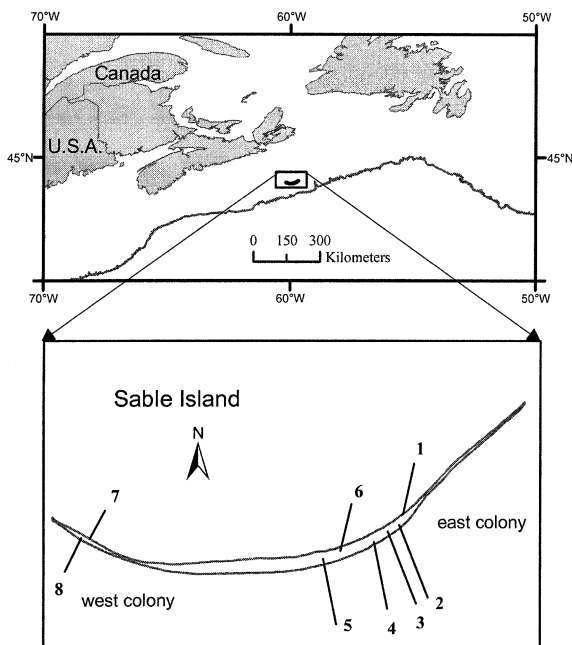 70°W 60°W 50°W
Canada
U.S.A.
45°N 45°N
0 150 300
Kilometers
70°W 60°W 50°W
Sable Island
N
1
7 6
east colony
8
west colony
2
5 4 3